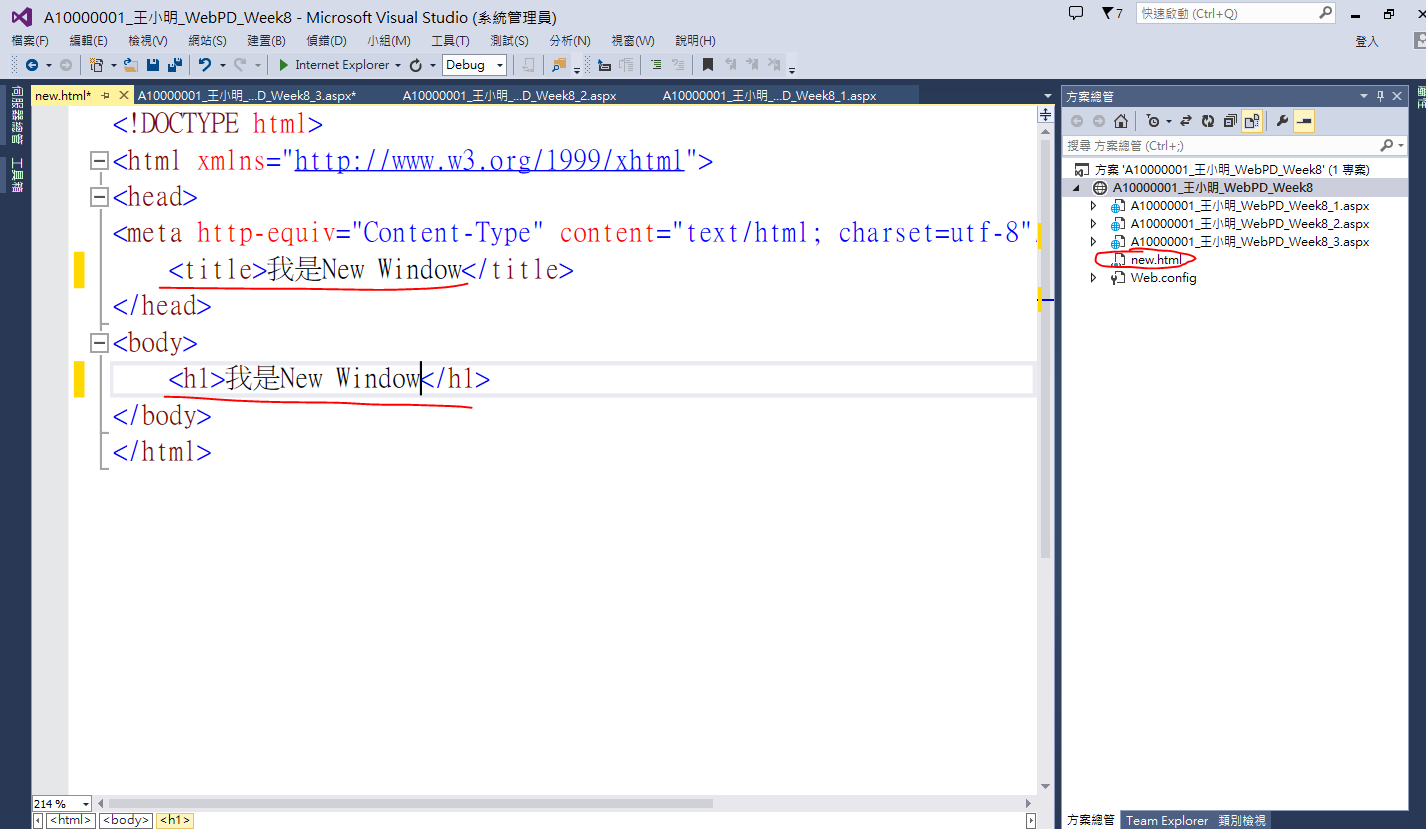 A10000001_王小明_WebPD_Week8 - Microsoft Visual Studio (系統管理員)
7
快速啟動 (Ctrl+Q)
檔案(F) 編輯(E) 檢視(V) 網站(S) 建置(B) 偵錯(D) 小組(M) 工具(T) 測試(S) 分析(N) 視窗(W) 說明(H)
登入
Internet Explorer Debug
伺服器總管
工具箱
new.html* A10000001_王小明_...D_Week8_3.aspx* A10000001_王小明_...D_Week8_2.aspx A10000001_王小明_...D_Week8_1.aspx
<!DOCTYPE html>
<html xmlns="http://www.w3.org/1999/xhtml">
<head>
<meta http-equiv="Content-Type" content="text/html; charset=utf-8"
<title>我是New Window</title>
</head>
<body>
<h1>我是New Window</h1>
</body>
</html>
214 %
<html> <body> <h1>
方案總管
搜尋 方案總管 (Ctrl+;)
方案 'A10000001_王小明_WebPD_Week8' (1 專案)
A10000001_王小明_WebPD_Week8
A10000001_王小明_WebPD_Week8_1.aspx
A10000001_王小明_WebPD_Week8_2.aspx
A10000001_王小明_WebPD_Week8_3.aspx
new.html
Web.config
方案總管 Team Explorer 類別檢視